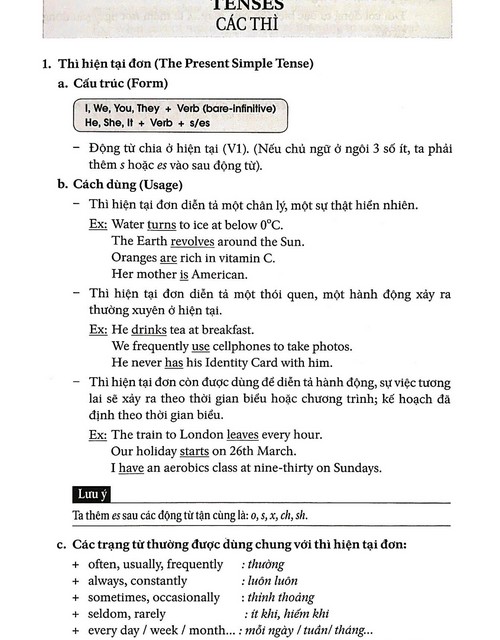 TENSES
CÁC THÌ
1. Thì hiện tại đơn (The Present Simple Tense)
a. Cấu trúc (Form)
I, We, You, They + Verb (bare-infinitive)
He, She, It + Verb + s/es
– Động từ chia ở hiện tại (V1). (Nếu chủ ngữ ở ngôi 3 số ít, ta phải
thêm s hoặc es vào sau động từ).
b. Cách dùng (Usage)
– Thì hiện tại đơn diễn tả một chân lý, một sự thật hiển nhiên.
Ex: Water turns to ice at below 0°C.
The Earth revolves around the Sun.
Oranges are rich in vitamin C.
Her mother is American.
– Thì hiện tại đơn diễn tả một thói quen, một hành động xảy ra
thường xuyên ở hiện tại.
Ex: He drinks tea at breakfast.
We frequently use cellphones to take photos.
He never has his Identity Card with him.
– Thì hiện tại đơn còn được dùng để diễn tả hành động, sự việc tương
lai sẽ xảy ra theo thời gian biểu hoặc chương trình; kế hoạch đã
định theo thời gian biểu.
Ex: The train to London leaves every hour.
Our holiday starts on 26th March.
I have an aerobics class at nine-thirty on Sundays.
Lưu ý
Ta thêm es sau các động từ tận cùng là: o, s, x, ch, sh.
c. Các trạng từ thường được dùng chung với thì hiện tại đơn:
+ often, usually, frequently : thường
+ always, constantly : luôn luôn
+ sometimes, occasionally : thỉnh thoảng
+ seldom, rarely : ít khi, hiếm khi
+ every day / week / month... : mỗi ngày / tuần/ tháng...